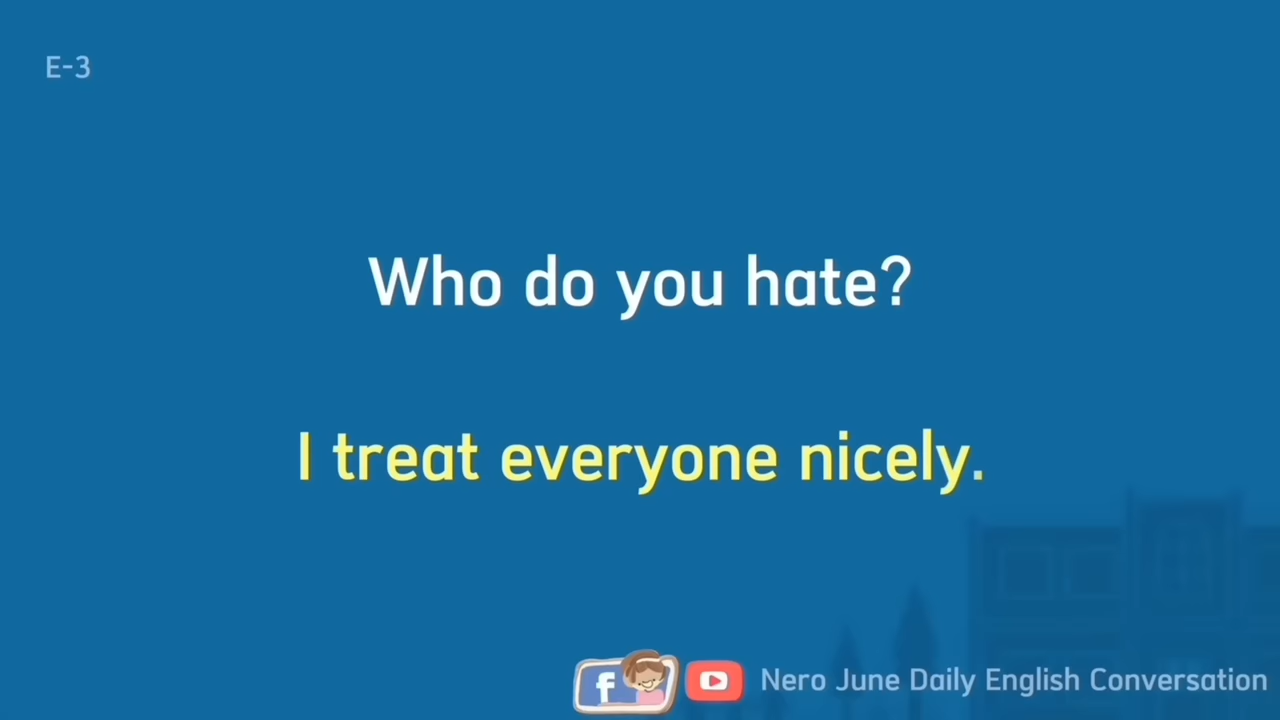 E-3
Who do you hate?
I treat everyone nicely.
f Nero June Daily English Conversation